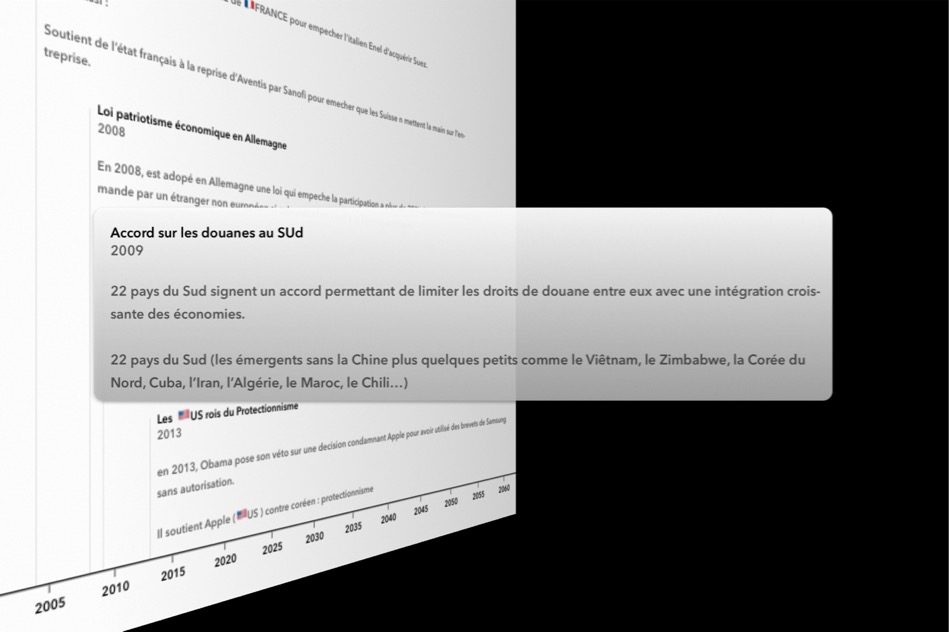 FRANCE pour empecher l'italien Enel d'acquérir Suez.
Soutient de l'état français à la reprise d'Aventis par Sanofi pour emecher que les Suisse n mettent la main sur l'en-
treprise.
Loi patriotisme économique en Allemagne
2008
En 2008, est adopé en Allemagne une loi qui empeche la participation a plus de
mande par un étranger non
Accord sur les douanes au SUd
2009
22 pays du Sud signent un accord permettant de limiter les droits de douane entre eux avec une intégration crois-
sante des économies.
22 pays du Sud (les émergents sans la Chine plus quelques petits comme le Viêtnam, le Zimbabwe, la Corée du
Nord, Cuba, l'Iran, l'Algérie, le Maroc, le Chili...)
Les 🇺🇸US rois du Protectionnisme
2013
en 2013, Obama pose son véto sur une decision condamnant Apple pour avoir utilisé des brevets de Samsung
sans autorisation.
Il soutient Apple (🇺🇸US ) contre coréen : protectionnisme
2005 2010 2015 2020 2025 2030 2035 2040 2045 2050 2055 2060